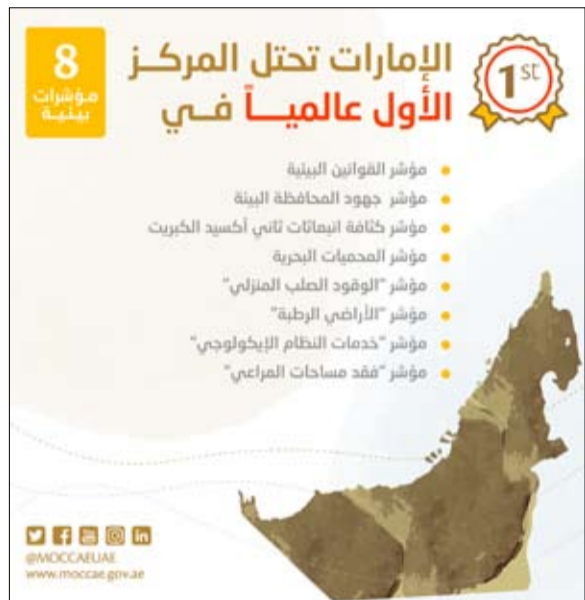 1st
الإمارات تحتل المركز
الأول عالمياً في
8
مؤشرات
بيئية
مؤشر القوانين البيئية
مؤشر جهود المحافظة البيئة
مؤشر كثافة انبعاثات ثاني أكسيد الكبريت
مؤشر المحميات البحرية
مؤشر "الوقود الصلب المنزلي"
مؤشر "الأراضي الرطبة"
مؤشر "خدمات النظام الإيكولوجي"
مؤشر "فقد مساحات المراعي"
@MOCCAEUAE
www.moccae.gov.ae